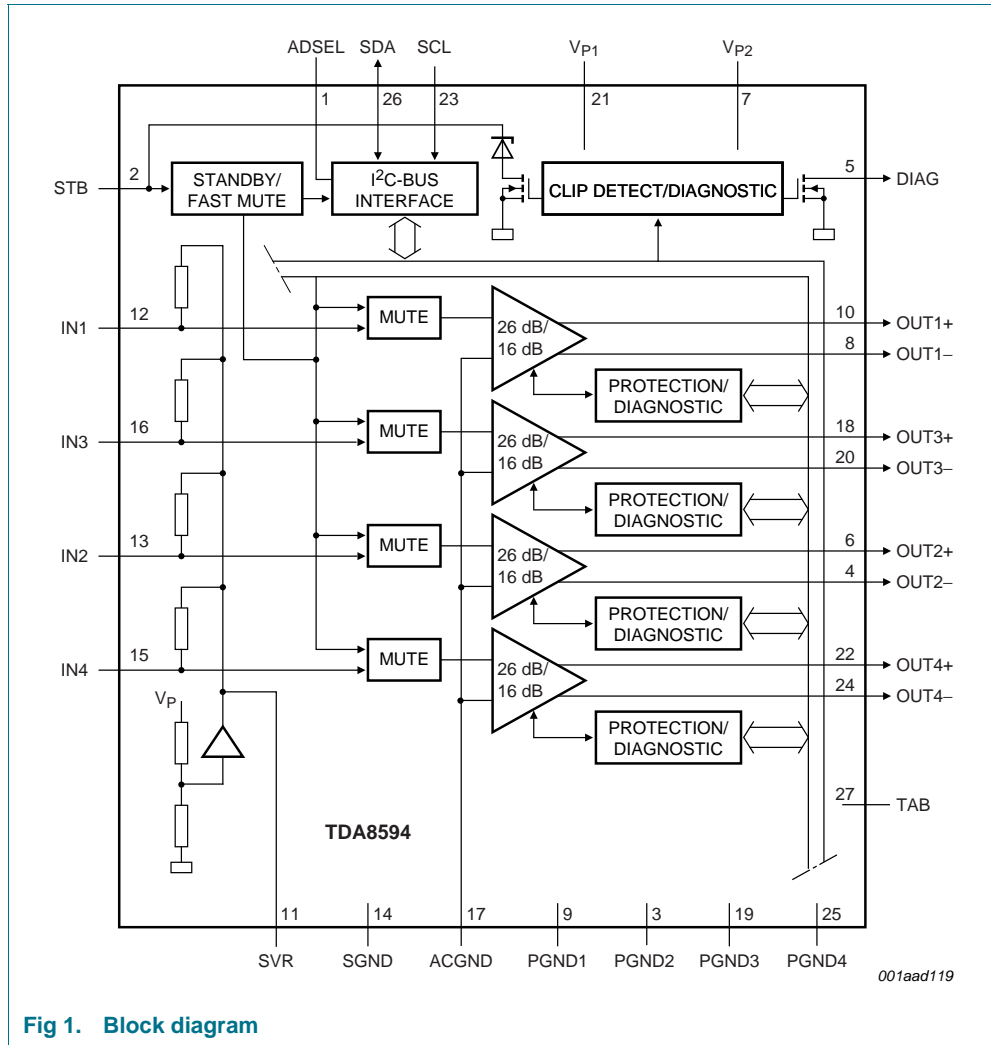 ADSEL SDA SCL V_P1 V_P2
1 26 23 21 7
STB 2 STANDBY/
FAST MUTE
I²C-BUS
INTERFACE
CLIP DETECT/DIAGNOSTIC
5 DIAG
IN1 12 MUTE
26 dB/
16 dB
10 OUT1+
8 OUT1−
PROTECTION/
DIAGNOSTIC
IN3 16 MUTE
26 dB/
16 dB
18 OUT3+
20 OUT3−
PROTECTION/
DIAGNOSTIC
IN2 13 MUTE
26 dB/
16 dB
6 OUT2+
4 OUT2−
PROTECTION/
DIAGNOSTIC
IN4 15 MUTE
26 dB/
16 dB
22 OUT4+
24 OUT4−
PROTECTION/
DIAGNOSTIC
V_P
27 TAB
TDA8594
11 14 17 9 3 19 25
SVR SGND ACGND PGND1 PGND2 PGND3 PGND4
001aad119
Fig 1. Block diagram